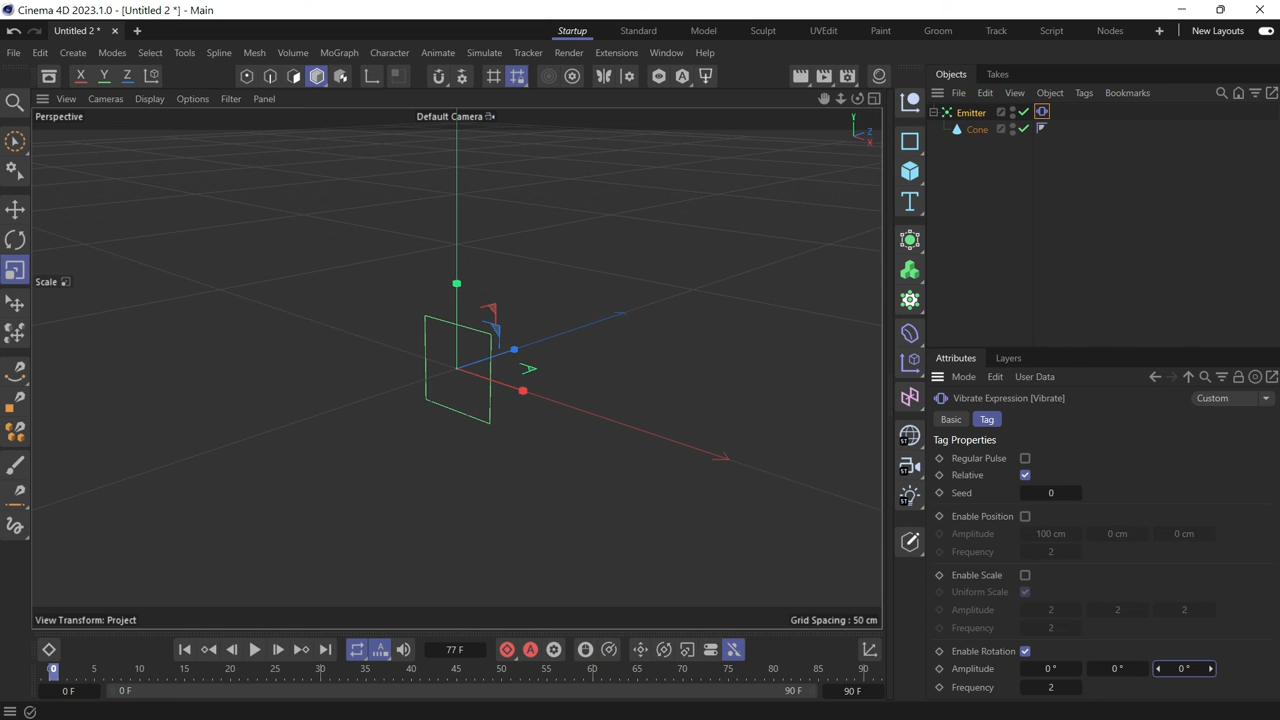 Cinema 4D 2023.1.0 - [Untitled 2 *] - Main
Untitled 2 *
Startup Standard Model Sculpt UVEdit Paint Groom Track Script Nodes New Layouts
File Edit Create Modes Select Tools Spline Mesh Volume MoGraph Character Animate Simulate Tracker Render Extensions Window Help
X Y Z
Objects Takes
View Cameras Display Options Filter Panel
File Edit View Object Tags Bookmarks
Perspective
Default Camera
Y
Z
X
Emitter
Cone
Scale
Attributes Layers
Mode Edit User Data
Vibrate Expression [Vibrate]
Custom
Basic Tag
Tag Properties
Regular Pulse
Relative
Seed 0
Enable Position
Amplitude 100 cm 0 cm 0 cm
Frequency 2
Enable Scale
Uniform Scale
Amplitude 2 2 2
Frequency 2
Enable Rotation
Amplitude 0 ° 0 ° 0 °
Frequency 2
View Transform: Project
Grid Spacing : 50 cm
77 F
0 5 10 15 20 25 30 35 40 45 50 55 60 65 70 75 80 85 90
0 F 0 F 90 F 90 F